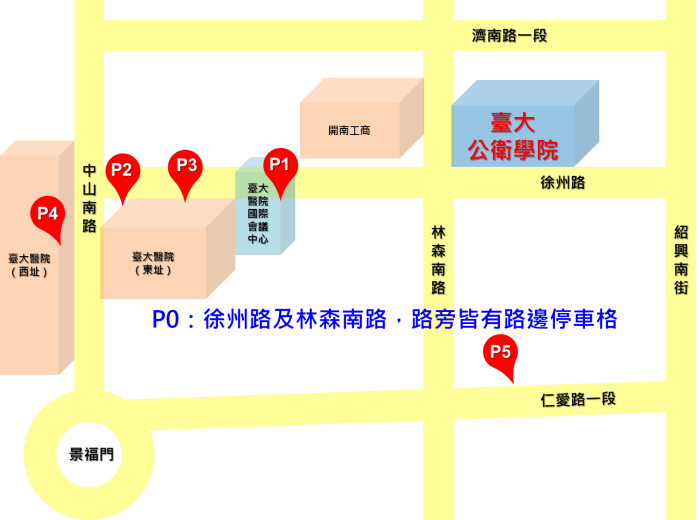 濟南路一段
開南工商
臺大
公衛學院
P1
P2
P3
中山南路
徐州路
臺大
醫院
國際
會議
中心
P4
臺大醫院
（西址）
臺大醫院
（東址）
林森南路
紹興南街
P0：徐州路及林森南路，路旁皆有路邊停車格
P5
仁愛路一段
景福門